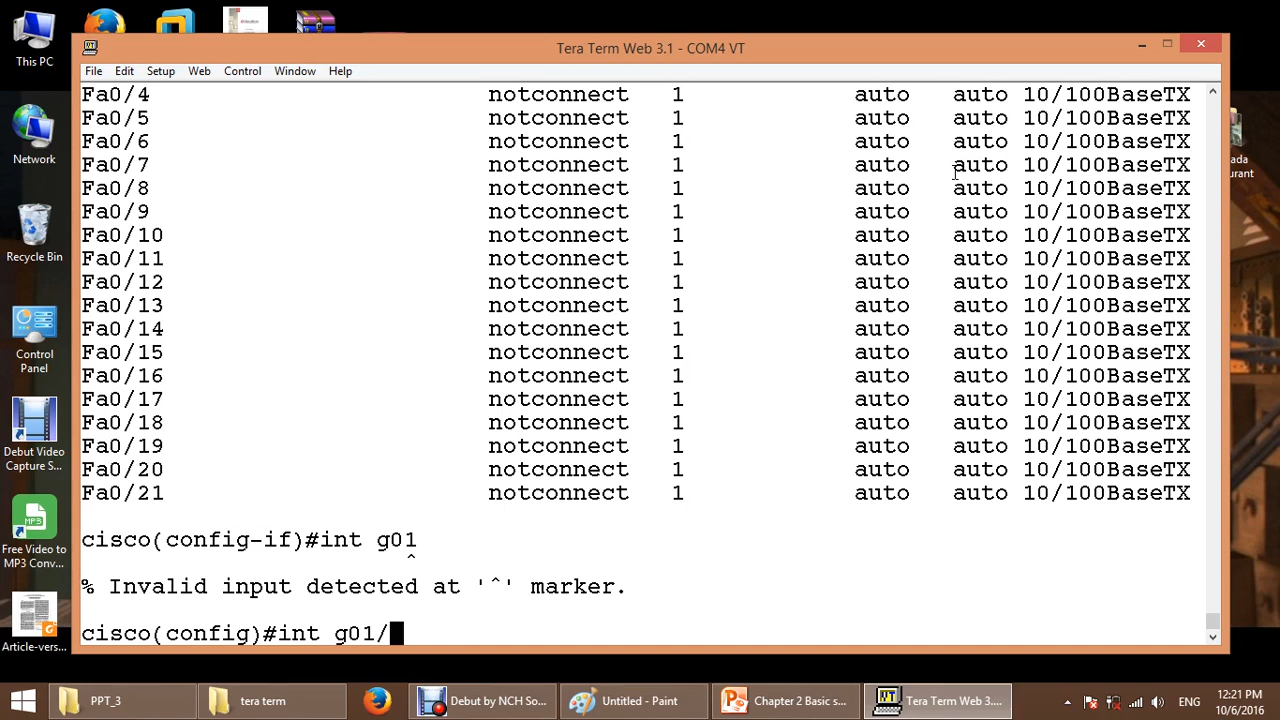 This PC
Network
Recycle Bin
Control
Panel
Debut Video
Capture S...
MP3
Free Video to
MP3 Conv...
Article-vers...
Tera Term Web 3.1 - COM4 VT
File Edit Setup Web Control Window Help
Fa0/4 notconnect 1 auto auto 10/100BaseTX
Fa0/5 notconnect 1 auto auto 10/100BaseTX
Fa0/6 notconnect 1 auto auto 10/100BaseTX
Fa0/7 notconnect 1 auto auto 10/100BaseTX
Fa0/8 notconnect 1 auto auto 10/100BaseTX
Fa0/9 notconnect 1 auto auto 10/100BaseTX
Fa0/10 notconnect 1 auto auto 10/100BaseTX
Fa0/11 notconnect 1 auto auto 10/100BaseTX
Fa0/12 notconnect 1 auto auto 10/100BaseTX
Fa0/13 notconnect 1 auto auto 10/100BaseTX
Fa0/14 notconnect 1 auto auto 10/100BaseTX
Fa0/15 notconnect 1 auto auto 10/100BaseTX
Fa0/16 notconnect 1 auto auto 10/100BaseTX
Fa0/17 notconnect 1 auto auto 10/100BaseTX
Fa0/18 notconnect 1 auto auto 10/100BaseTX
Fa0/19 notconnect 1 auto auto 10/100BaseTX
Fa0/20 notconnect 1 auto auto 10/100BaseTX
Fa0/21 notconnect 1 auto auto 10/100BaseTX
cisco(config-if)#int g01
^
% Invalid input detected at '^' marker.
cisco(config)#int g01/
ada
urant
PPT_3
tera term
Debut by NCH So...
Untitled - Paint
Chapter 2 Basic s...
Tera Term Web 3....
12:21 PM
10/6/2016